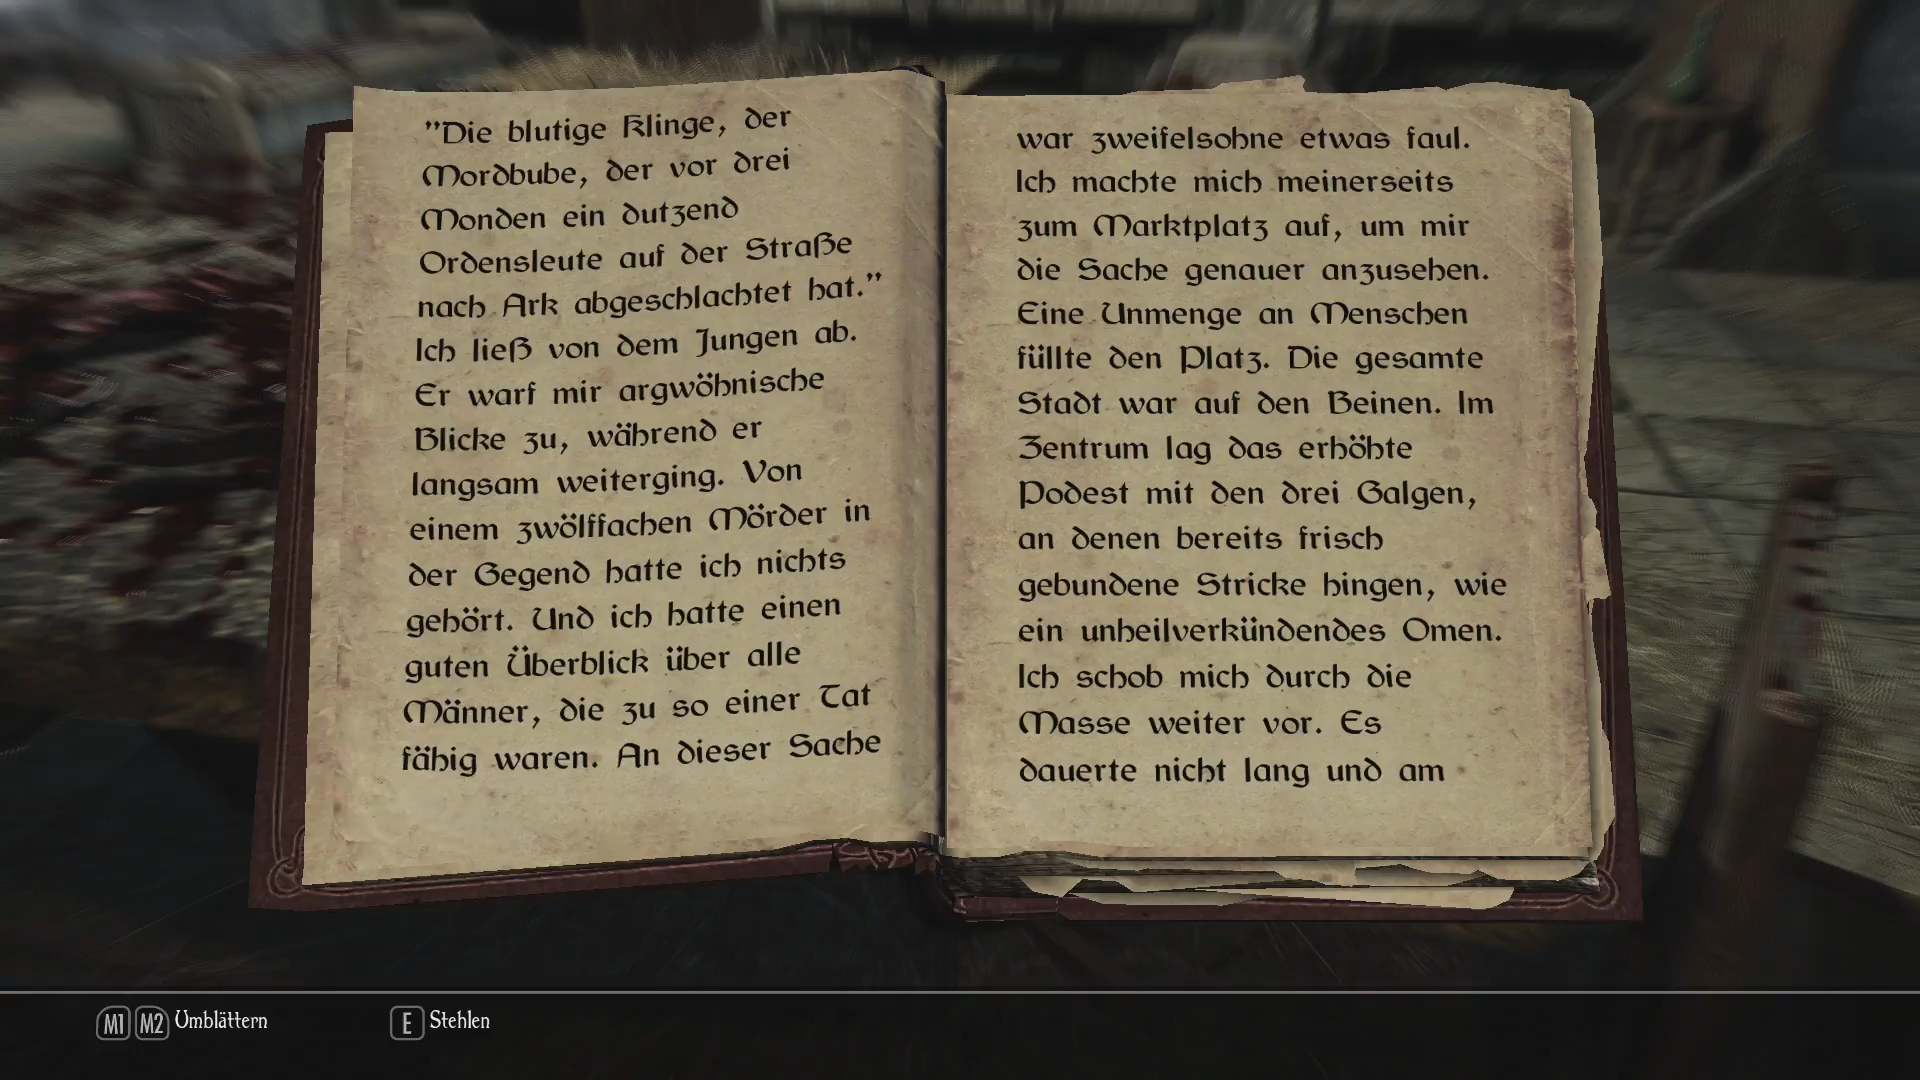 "Die blutige Klinge, der
Mordbube, der vor drei
Monden ein dutzend
Ordensleute auf der Straße
nach Ark abgeschlachtet hat."
Ich ließ von dem Jungen ab.
Er warf mir argwöhnische
Blicke zu, während er
langsam weiterging. Von
einem zwölffachen Mörder in
der Gegend hatte ich nichts
gehört. Und ich hatte einen
guten Überblick über alle
Männer, die zu so einer Tat
fähig waren. An dieser Sache
war zweifelsohne etwas faul.
Ich machte mich meinerseits
zum Marktplatz auf, um mir
die Sache genauer anzusehen.
Eine Unmenge an Menschen
füllte den Platz. Die gesamte
Stadt war auf den Beinen. Im
Zentrum lag das erhöhte
Podest mit den drei Galgen,
an denen bereits frisch
gebundene Stricke hingen, wie
ein unheilverkündendes Omen.
Ich schob mich durch die
Masse weiter vor. Es
dauerte nicht lang und am
M1 M2 Umblättern
E Stehlen